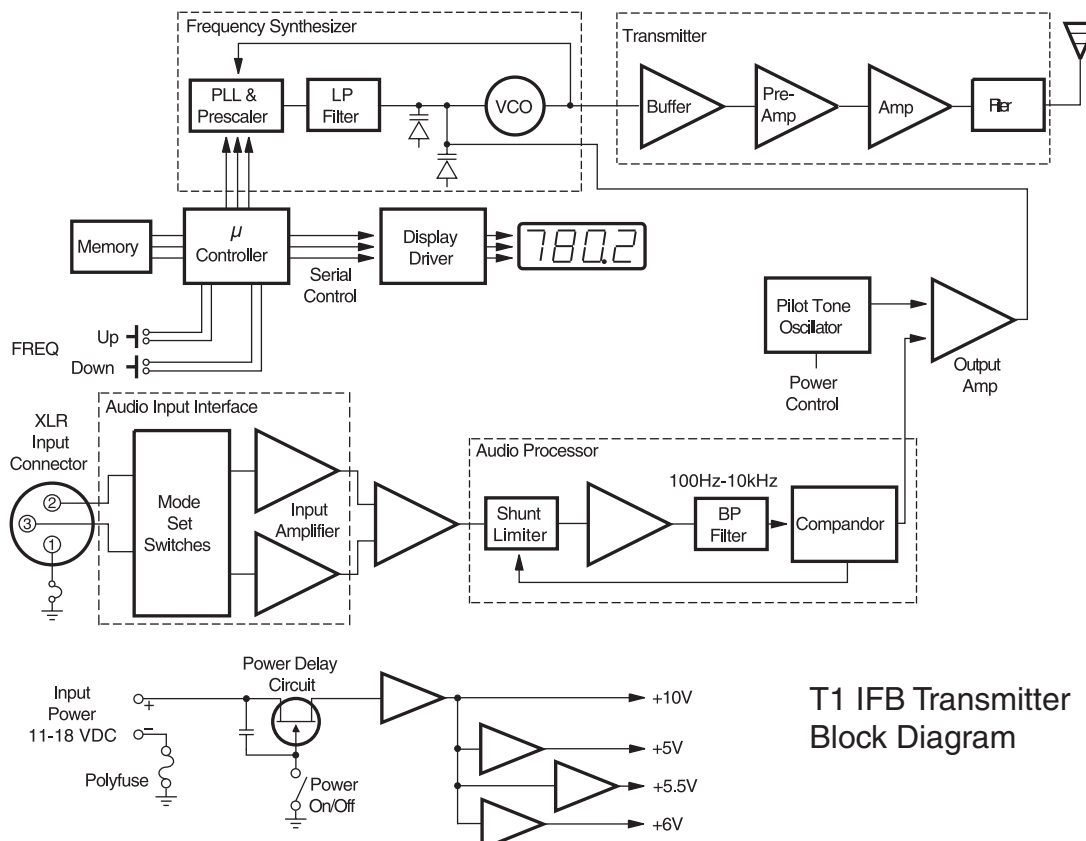 Frequency Synthesizer
Transmitter
PLL &
Prescaler
LP
Filter
VCO
Buffer
Pre-
Amp
Amp
Filter
Memory
µ
Controller
Serial
Control
Display
Driver
780.2
FREQ
Up
Down
Pilot Tone
Oscillator
Power
Control
Output
Amp
XLR
Input
Connector
2
3
1
Audio Input Interface
Mode
Set
Switches
Input
Amplifier
Audio Processor
Shunt
Limiter
100Hz-10kHz
BP
Filter
Compandor
Input
Power
11-18 VDC
+
−
Polyfuse
Power Delay
Circuit
Power
On/Off
+10V
+5V
+5.5V
+6V
T1 IFB Transmitter
Block Diagram